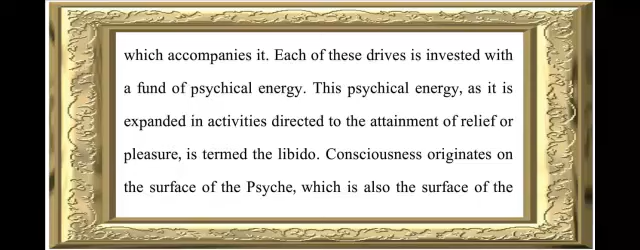 which accompanies it. Each of these drives is invested with
a fund of psychical energy. This psychical energy, as it is
expanded in activities directed to the attainment of relief or
pleasure, is termed the libido. Consciousness originates on
the surface of the Psyche, which is also the surface of the